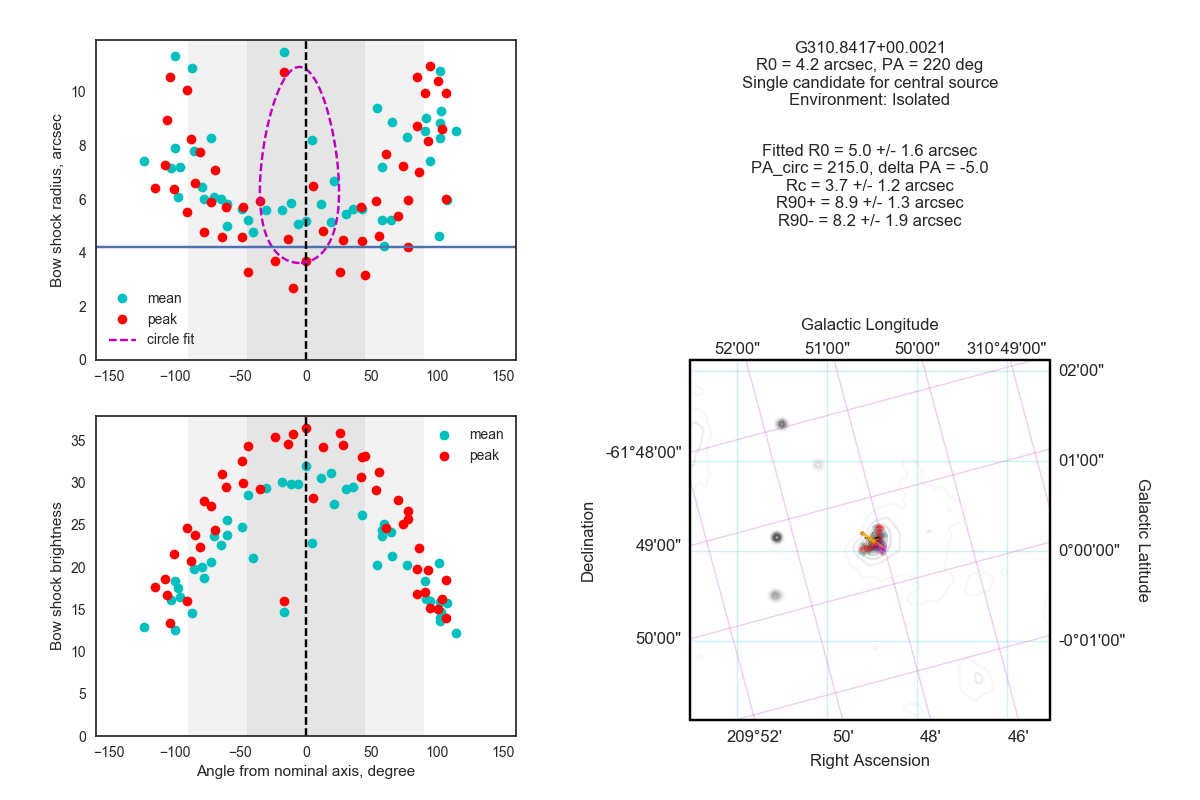 G310.8417+00.0021
R0 = 4.2 arcsec, PA = 220 deg
Single candidate for central source
Environment: Isolated
Fitted R0 = 5.0 +/- 1.6 arcsec
PA_circ = 215.0, delta PA = -5.0
Rc = 3.7 +/- 1.2 arcsec
R90+ = 8.9 +/- 1.3 arcsec
R90- = 8.2 +/- 1.9 arcsec
Bow shock radius, arcsec
10
8
6
4
2
0
mean
peak
circle fit
−150 −100 −50 0 50 100 150
Bow shock brightness
35
30
25
20
15
10
5
0
mean
peak
−150 −100 −50 0 50 100 150
Angle from nominal axis, degree
Galactic Longitude
52'00" 51'00" 50'00" 310°49'00"
02'00"
01'00"
0°00'00"
-0°01'00"
Galactic Latitude
Declination
-61°48'00"
49'00"
50'00"
209°52' 50' 48' 46'
Right Ascension